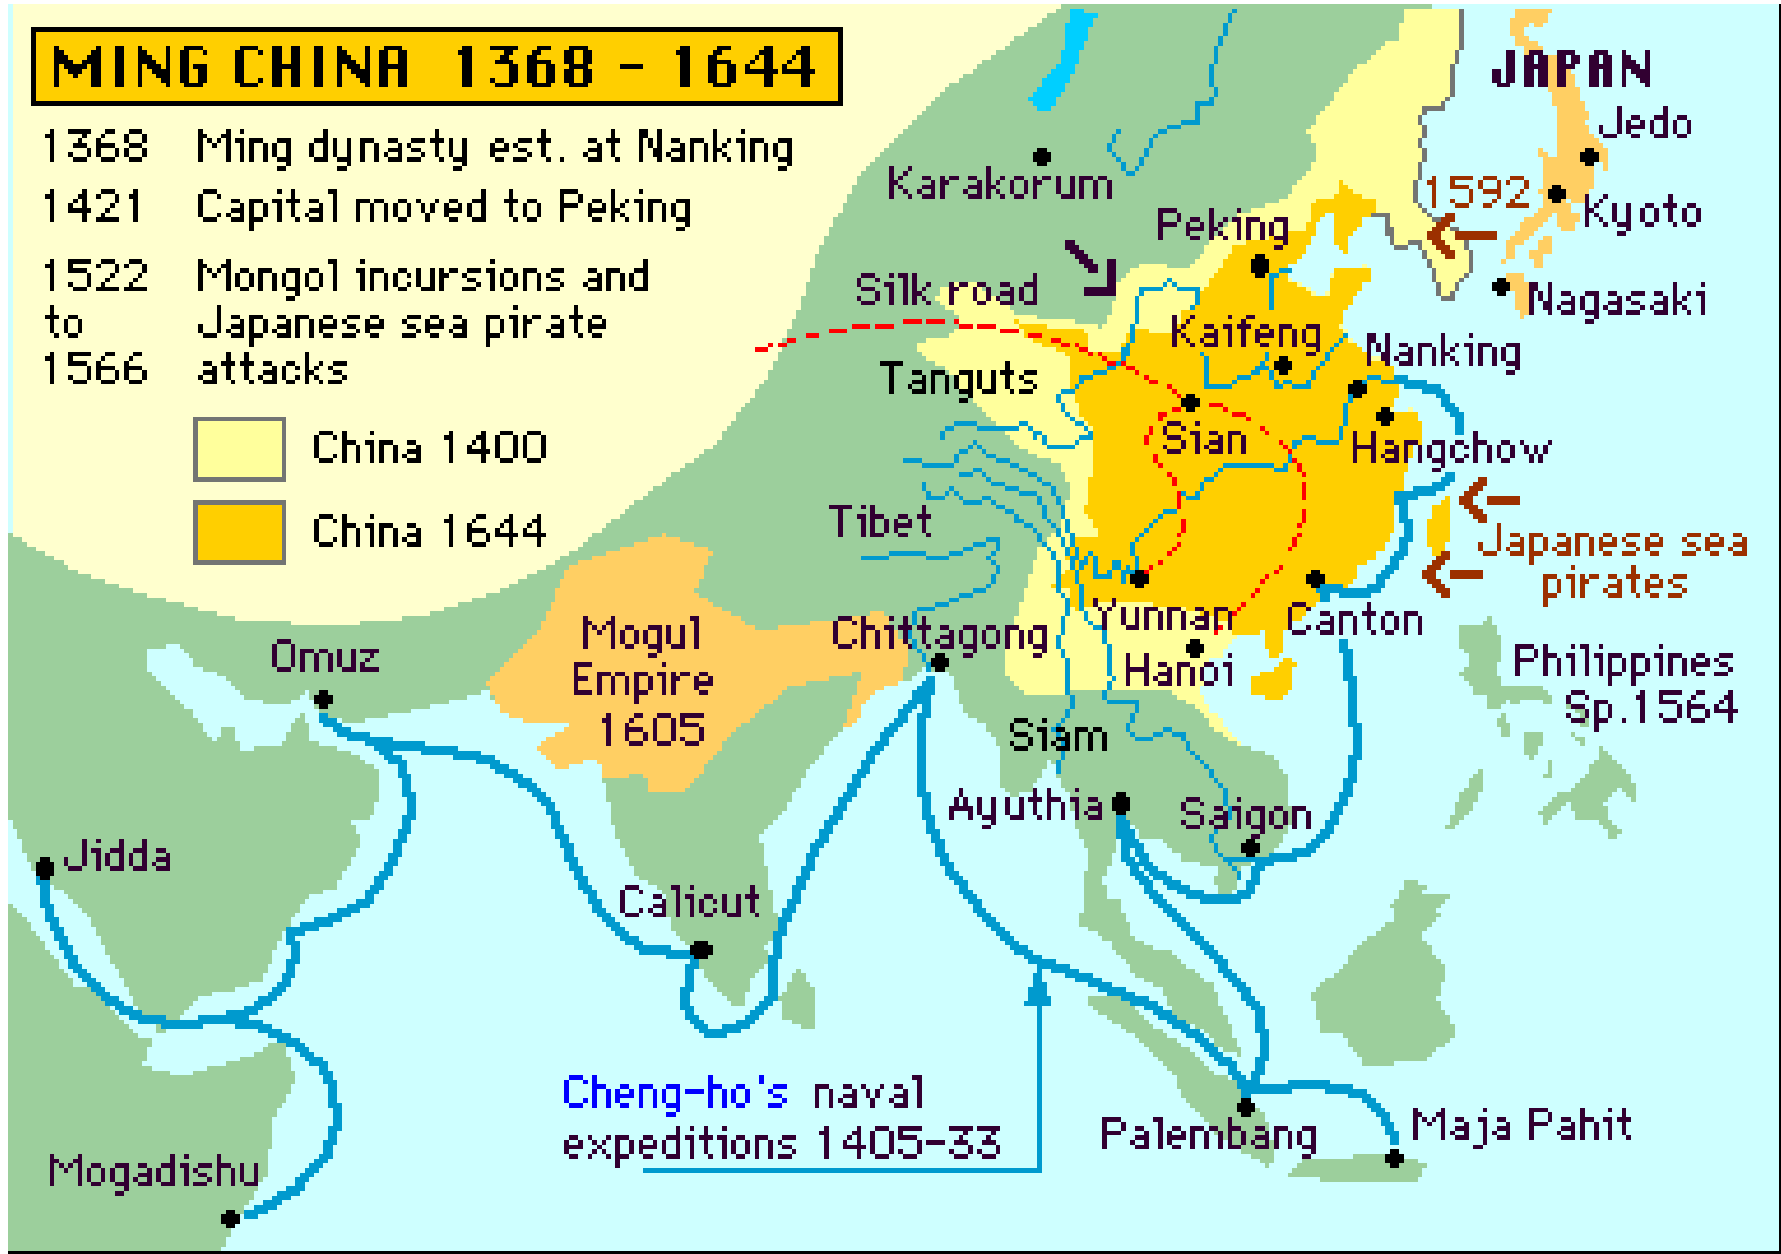 MING CHINA 1368 - 1644
1368 Ming dynasty est. at Nanking
1421 Capital moved to Peking
1522 Mongol incursions and
to Japanese sea pirate
1566 attacks
China 1400
China 1644
JAPAN
Jedo
Karakorum
1592
Kyoto
Peking
Silk road
Nagasaki
Kaifeng
Nanking
Tanguts
Sian
Hangchow
Tibet
Japanese sea
pirates
Yunnan
Canton
Mogul
Empire
1605
Chittagong
Omuz
Hanoi
Philippines
Sp.1564
Siam
Ayuthia
Saigon
Jidda
Calicut
Cheng-ho's naval
expeditions 1405-33
Palembang
Maja Pahit
Mogadishu